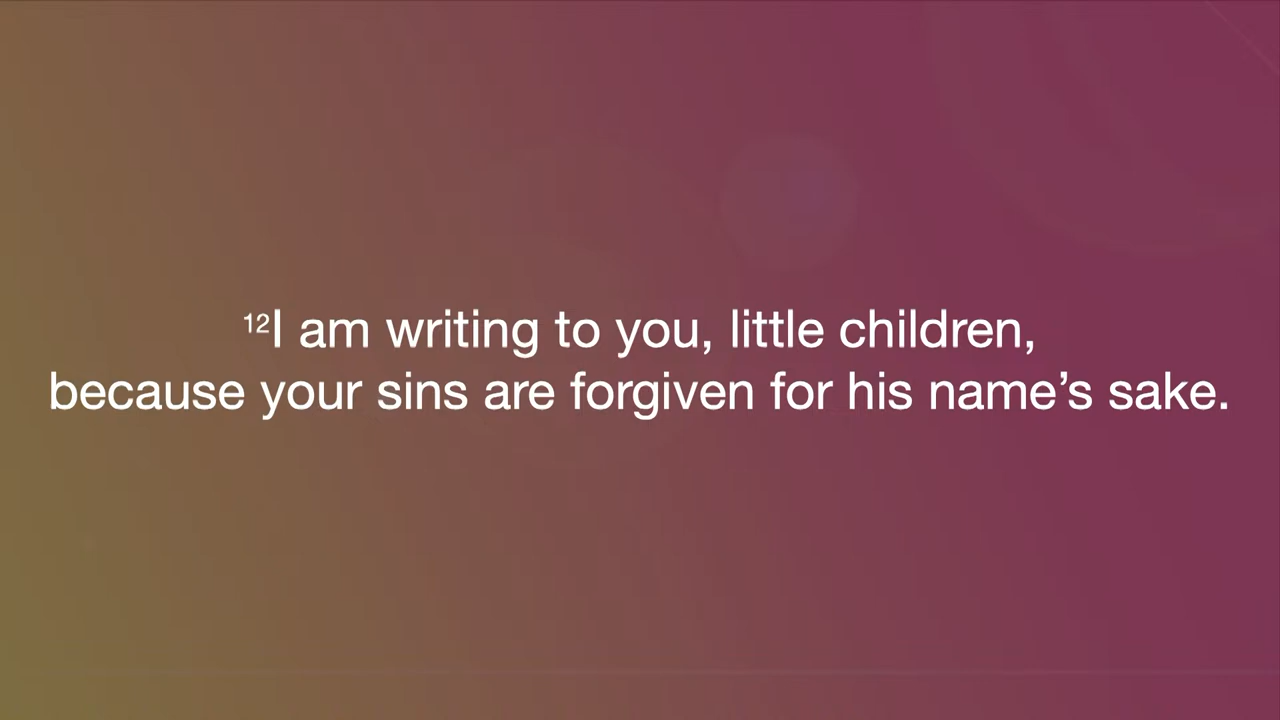 ¹²I am writing to you, little children,
because your sins are forgiven for his name’s sake.